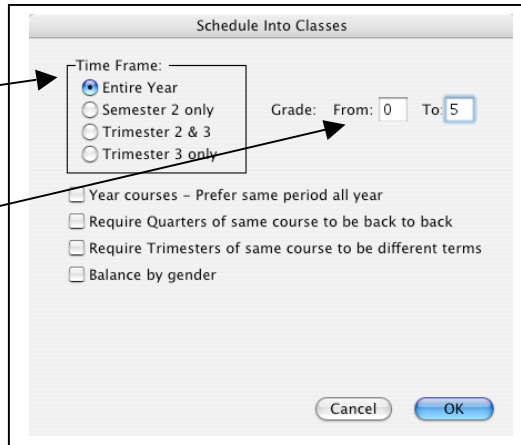 Schedule Into Classes
Time Frame:
Entire Year
Semester 2 only
Trimester 2 & 3
Trimester 3 only
Grade: From: 0 To: 5
Year courses – Prefer same period all year
Require Quarters of same course to be back to back
Require Trimesters of same course to be different terms
Balance by gender
Cancel OK